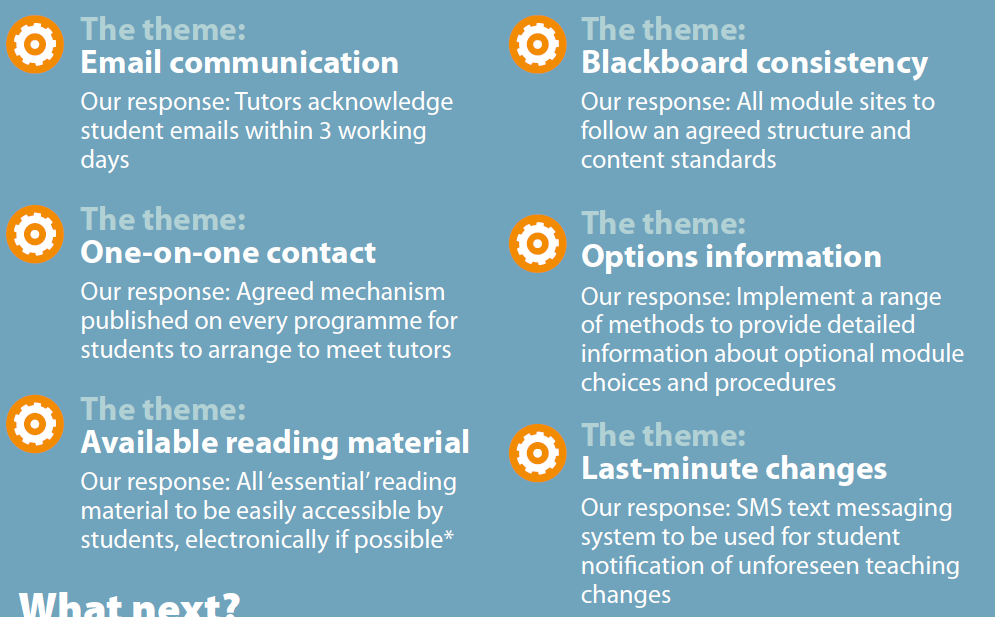 The theme:
Email communication
Our response: Tutors acknowledge
student emails within 3 working
days
The theme:
One-on-one contact
Our response: Agreed mechanism
published on every programme for
students to arrange to meet tutors
The theme:
Available reading material
Our response: All ‘essential’ reading
material to be easily accessible by
students, electronically if possible*
What next?
The theme:
Blackboard consistency
Our response: All module sites to
follow an agreed structure and
content standards
The theme:
Options information
Our response: Implement a range
of methods to provide detailed
information about optional module
choices and procedures
The theme:
Last-minute changes
Our response: SMS text messaging
system to be used for student
notification of unforeseen teaching
changes